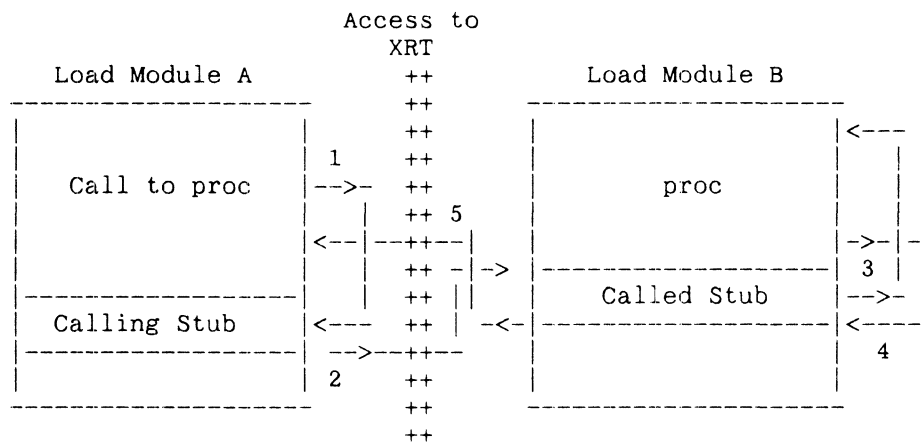 Access to
XRT
Load Module A ++ Load Module B
++
++
1 ++
Call to proc ++ proc
++ 5
++
++ 3
++ Called Stub
Calling Stub ++
++ 4
2 ++
++
++